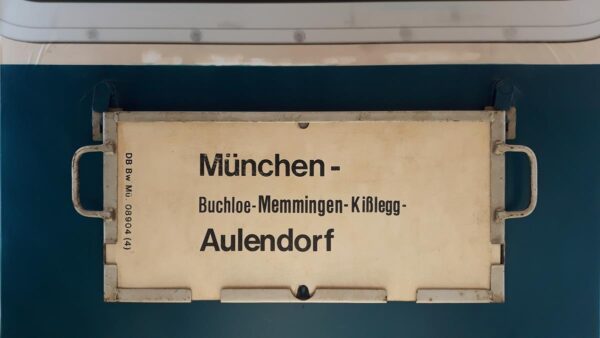 München -
Buchloe-Memmingen-Kißlegg-
Aulendorf
DB Bw Mü 08904 (4)